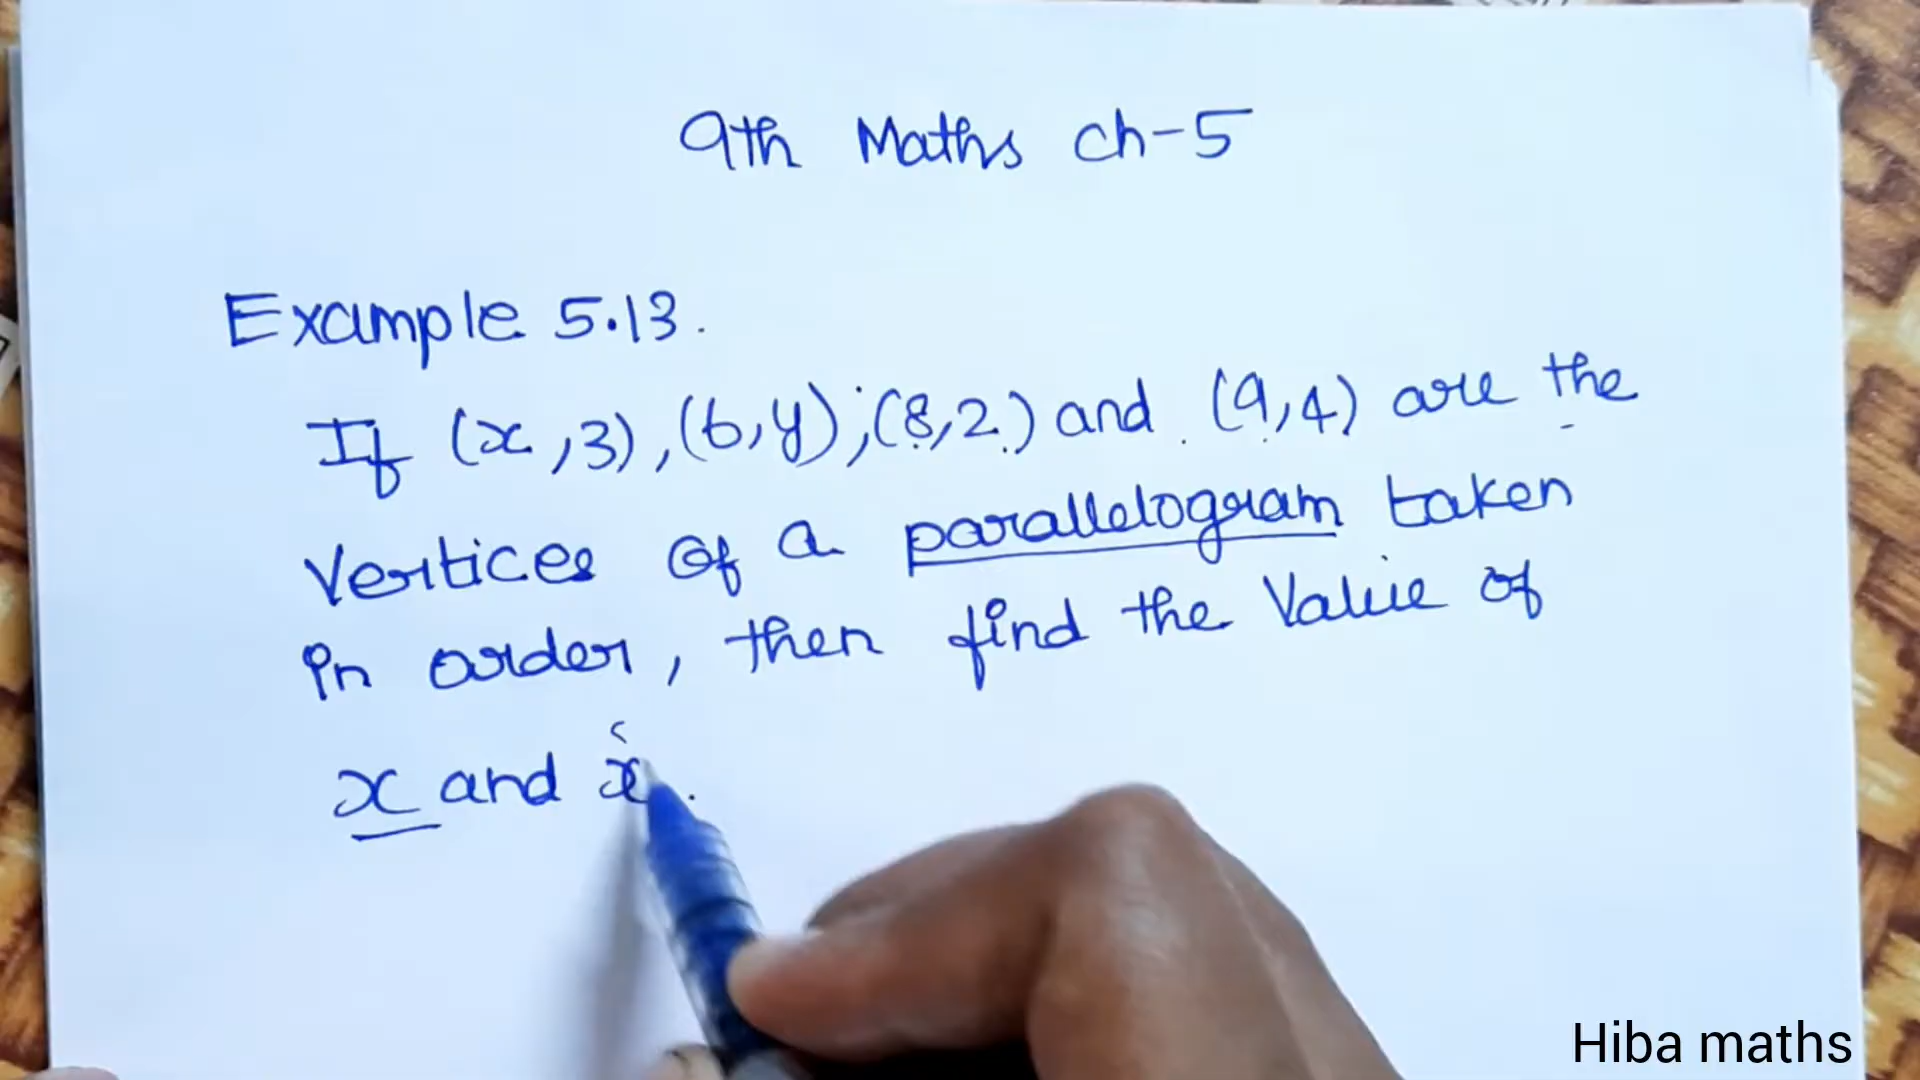 9th Maths ch-5
Example 5.13.
If (x,3), (6,y), (8,2) and (9,4) are the
Vertices of a parallelogram taken
in order, then find the Value of
x and x.
Hiba maths